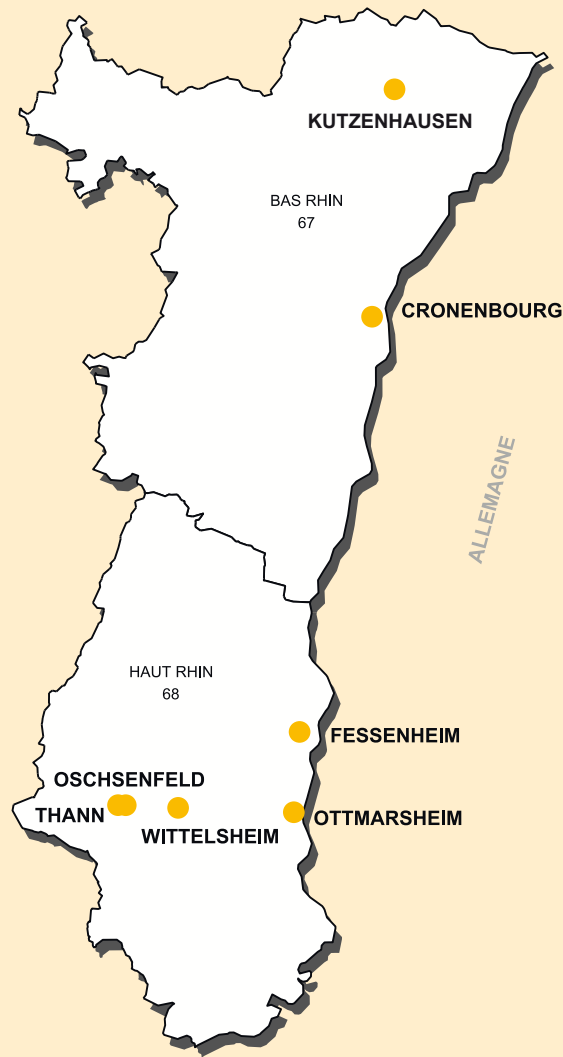 KUTZENHAUSEN
BAS RHIN
67
CRONENBOURG
ALLEMAGNE
HAUT RHIN
68
FESSENHEIM
OSCHSENFELD
THANN
WITTELSHEIM
OTTMARSHEIM